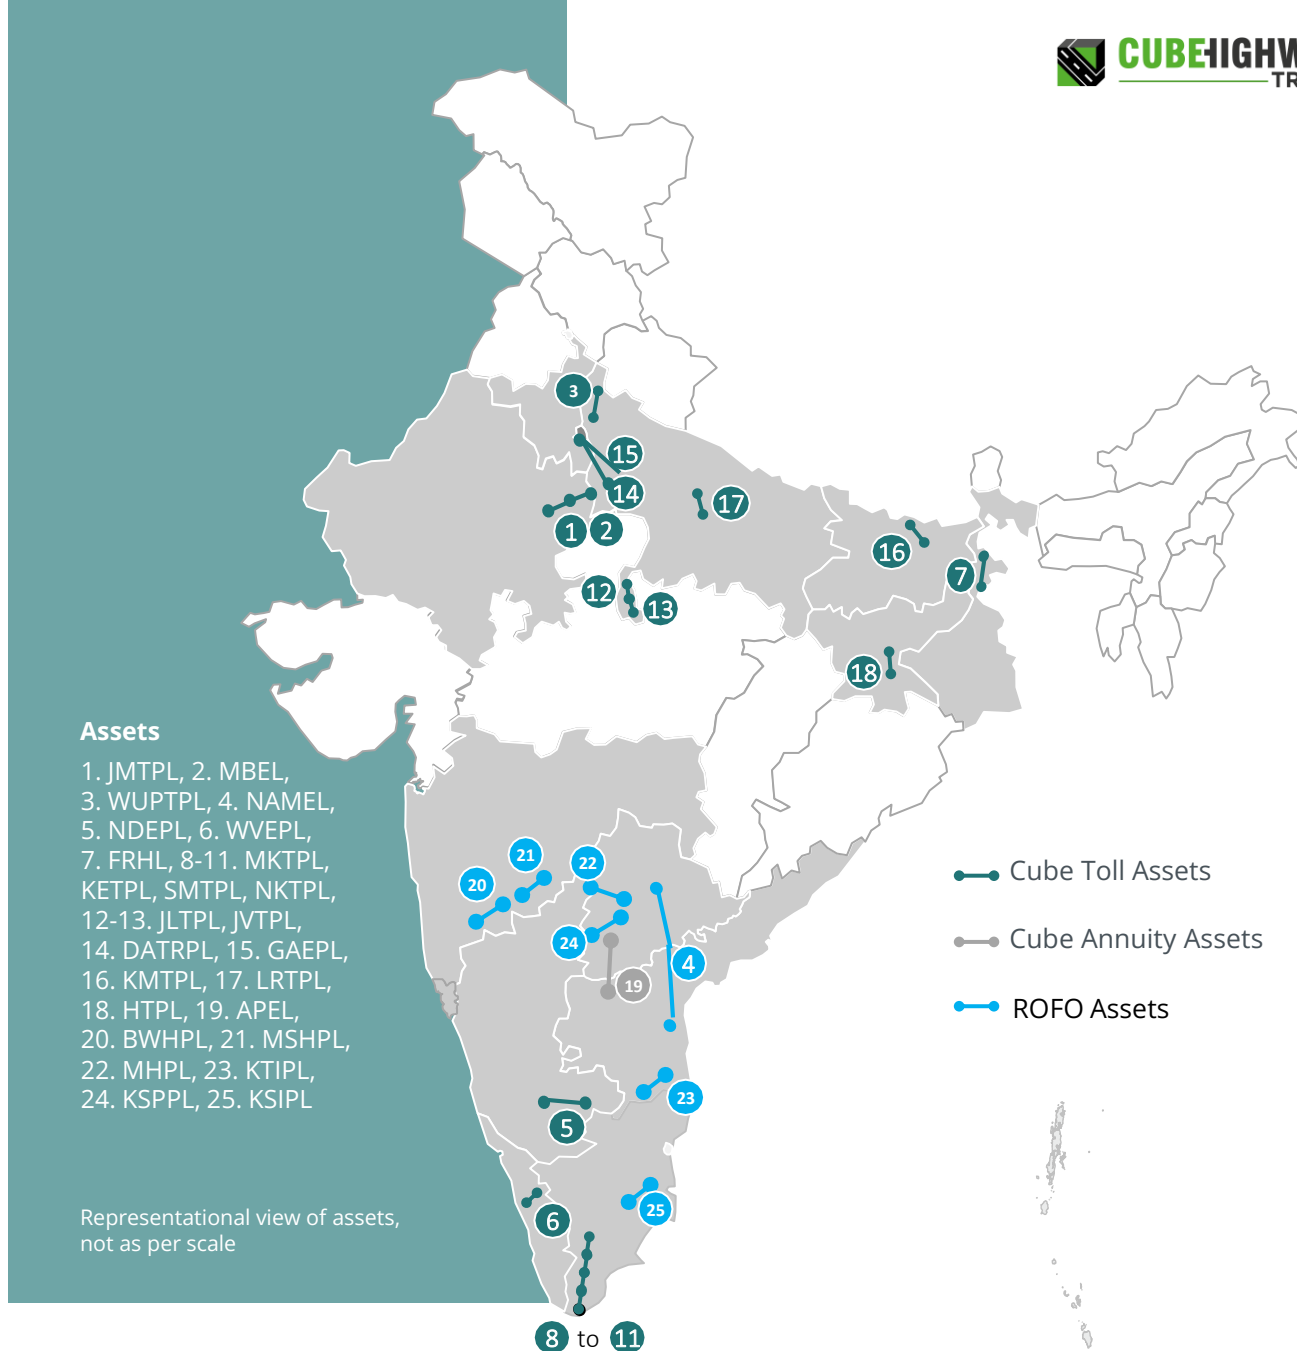 CUBE HIGHW
TR
3
15
14
17
1
2
16
7
12
13
18
Assets
1. JMTPL, 2. MBEL,
3. WUPTPL, 4. NAMEL,
5. NDEPL, 6. WVEPL,
7. FRHL, 8-11. MKTPL,
KETPL, SMTPL, NKTPL,
12-13. JLTPL, JVTPL,
14. DATRPL, 15. GAEPL,
16. KMTPL, 17. LRTPL,
18. HTPL, 19. APEL,
20. BWHPL, 21. MSHPL,
22. MHPL, 23. KTIPL,
24. KSPPL, 25. KSIPL
21
22
20
24
4
19
23
5
25
6
8 to 11
Cube Toll Assets
Cube Annuity Assets
ROFO Assets
Representational view of assets,
not as per scale